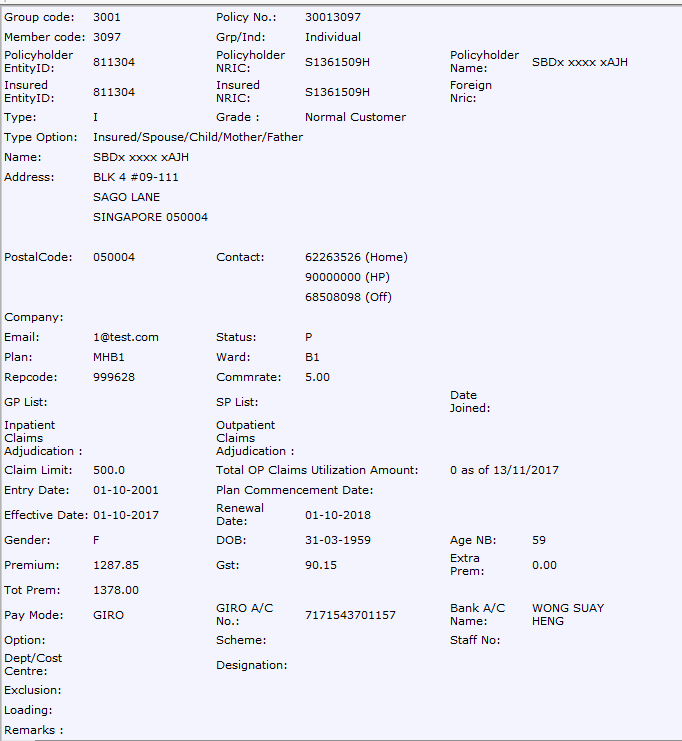 Group code: 3001 Policy No.: 30013097
Member code: 3097 Grp/Ind: Individual
Policyholder EntityID: 811304 Policyholder NRIC: S1361509H Policyholder Name: SBDx xxxx xAJH
Insured EntityID: 811304 Insured NRIC: S1361509H Foreign Nric:
Type: I Grade : Normal Customer
Type Option: Insured/Spouse/Child/Mother/Father
Name: SBDx xxxx xAJH
Address: BLK 4 #09-111
SAGO LANE
SINGAPORE 050004
PostalCode: 050004 Contact: 62263526 (Home)
90000000 (HP)
68508098 (Off)
Company:
Email: 1@test.com Status: P
Plan: MHB1 Ward: B1
Repcode: 999628 Commrate: 5.00
GP List: SP List: Date Joined:
Inpatient Claims Adjudication : Outpatient Claims Adjudication :
Claim Limit: 500.0 Total OP Claims Utilization Amount: 0 as of 13/11/2017
Entry Date: 01-10-2001 Plan Commencement Date:
Effective Date: 01-10-2017 Renewal Date: 01-10-2018
Gender: F DOB: 31-03-1959 Age NB: 59
Premium: 1287.85 Gst: 90.15 Extra Prem: 0.00
Tot Prem: 1378.00
Pay Mode: GIRO GIRO A/C No.: 7171543701157 Bank A/C Name: WONG SUAY HENG
Option: Scheme: Staff No:
Dept/Cost Centre: Designation:
Exclusion:
Loading:
Remarks :